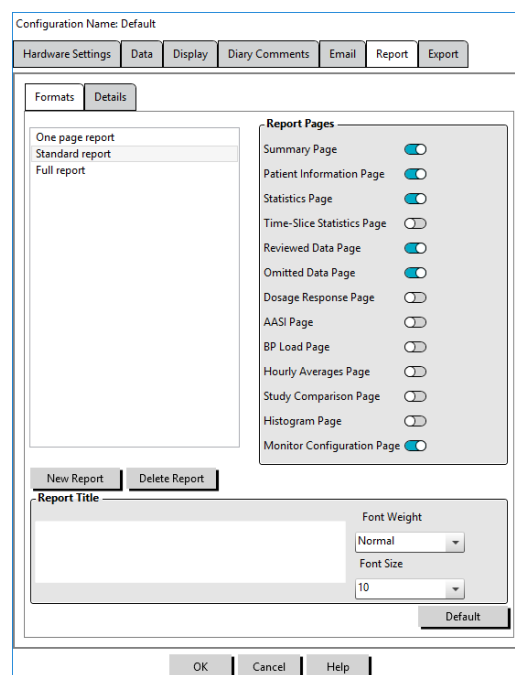 Configuration Name: Default
Hardware Settings Data Display Diary Comments Email Report Export
Formats Details
One page report
Standard report
Full report
Report Pages
Summary Page
Patient Information Page
Statistics Page
Time-Slice Statistics Page
Reviewed Data Page
Omitted Data Page
Dosage Response Page
AASI Page
BP Load Page
Hourly Averages Page
Study Comparison Page
Histogram Page
Monitor Configuration Page
New Report Delete Report
Report Title
Font Weight
Normal
Font Size
10
Default
OK Cancel Help